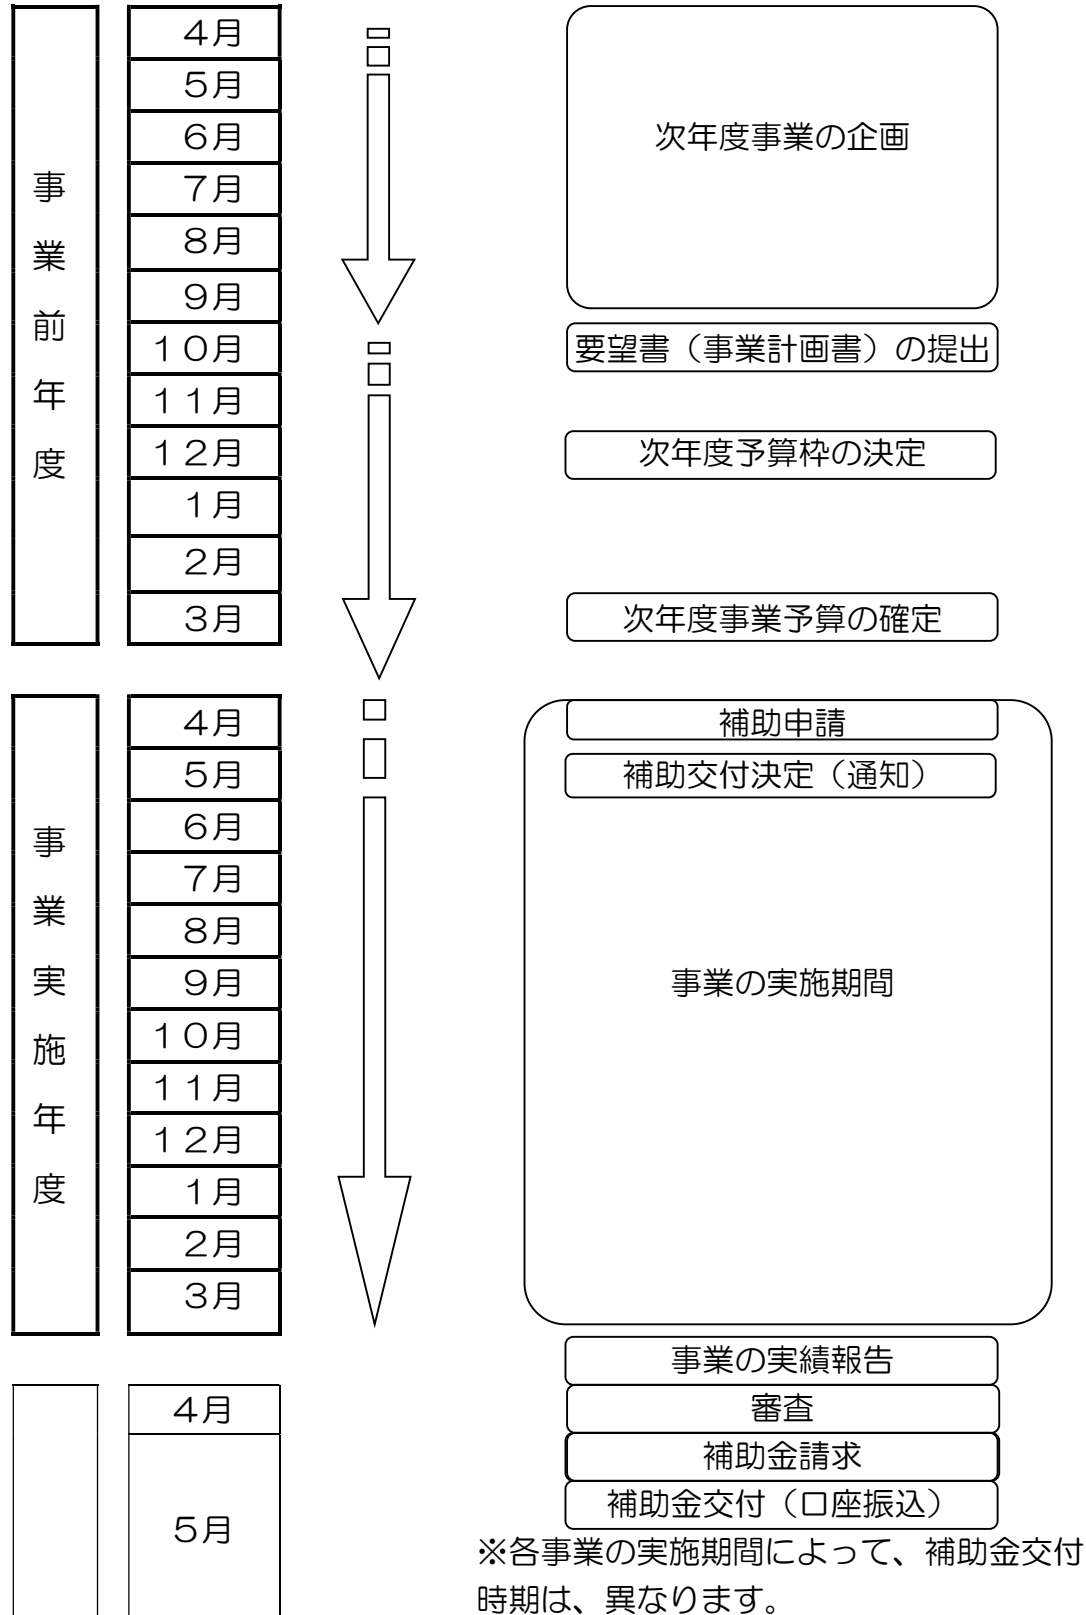 事業前年度
４月
５月
６月
７月
８月
９月
１０月
１１月
１２月
１月
２月
３月
次年度事業の企画
要望書（事業計画書）の提出
次年度予算枠の決定
次年度事業予算の確定
事業実施年度
４月
５月
６月
７月
８月
９月
１０月
１１月
１２月
１月
２月
３月
補助申請
補助交付決定（通知）
事業の実施期間
事業の実績報告
４月
５月
審査
補助金請求
補助金交付（口座振込）
※各事業の実施期間によって、補助金交付
時期は、異なります。